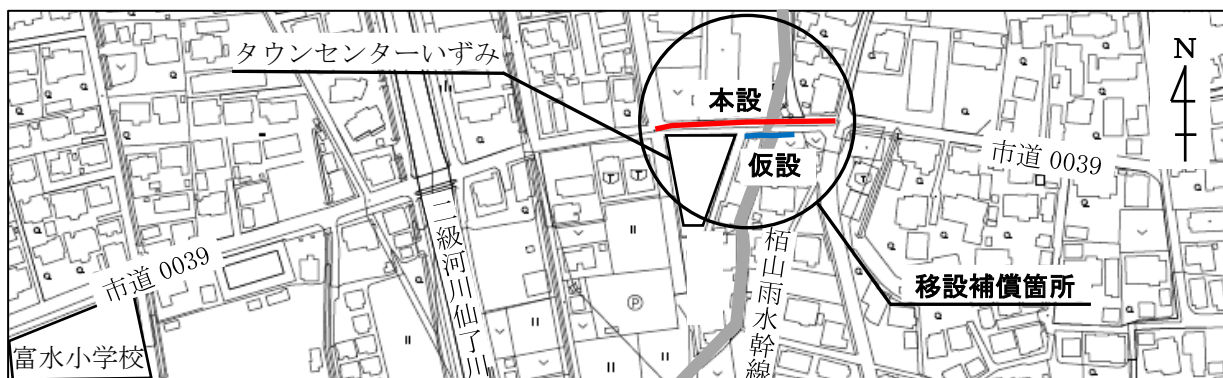 タウンセンターいずみ
本設
仮設
N
市道 0039
二級河川仙了川
栢山雨水幹線
市道 0039
移設補償箇所
富水小学校
T
T
T
P